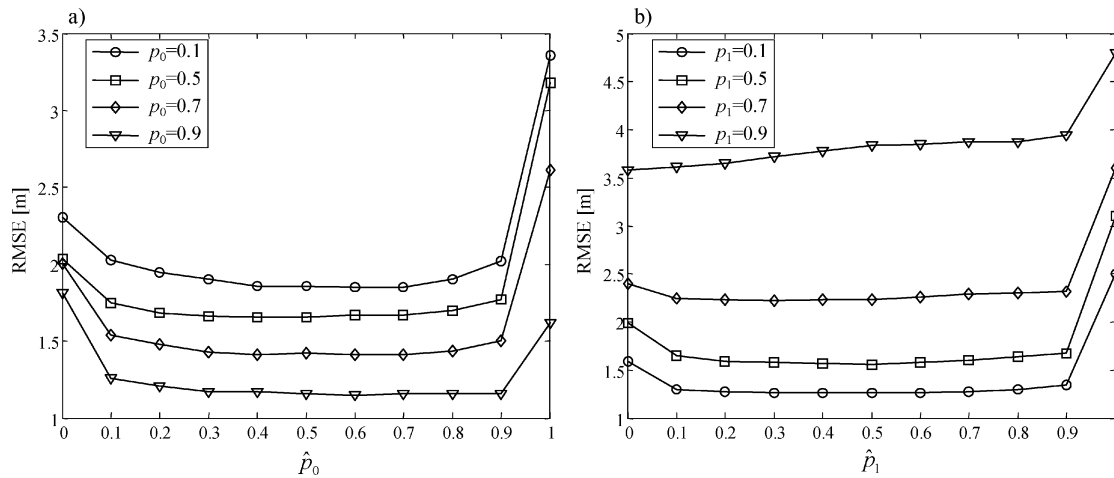 a)
3.5
3
2.5
2
1.5
1
RMSE [m]
p0=0.1
p0=0.5
p0=0.7
p0=0.9
0 0.1 0.2 0.3 0.4 0.5 0.6 0.7 0.8 0.9 1
p̂0
b)
5
4.5
4
3.5
3
2.5
2
1.5
1
RMSE [m]
p1=0.1
p1=0.5
p1=0.7
p1=0.9
0 0.1 0.2 0.3 0.4 0.5 0.6 0.7 0.8 0.9
p̂1